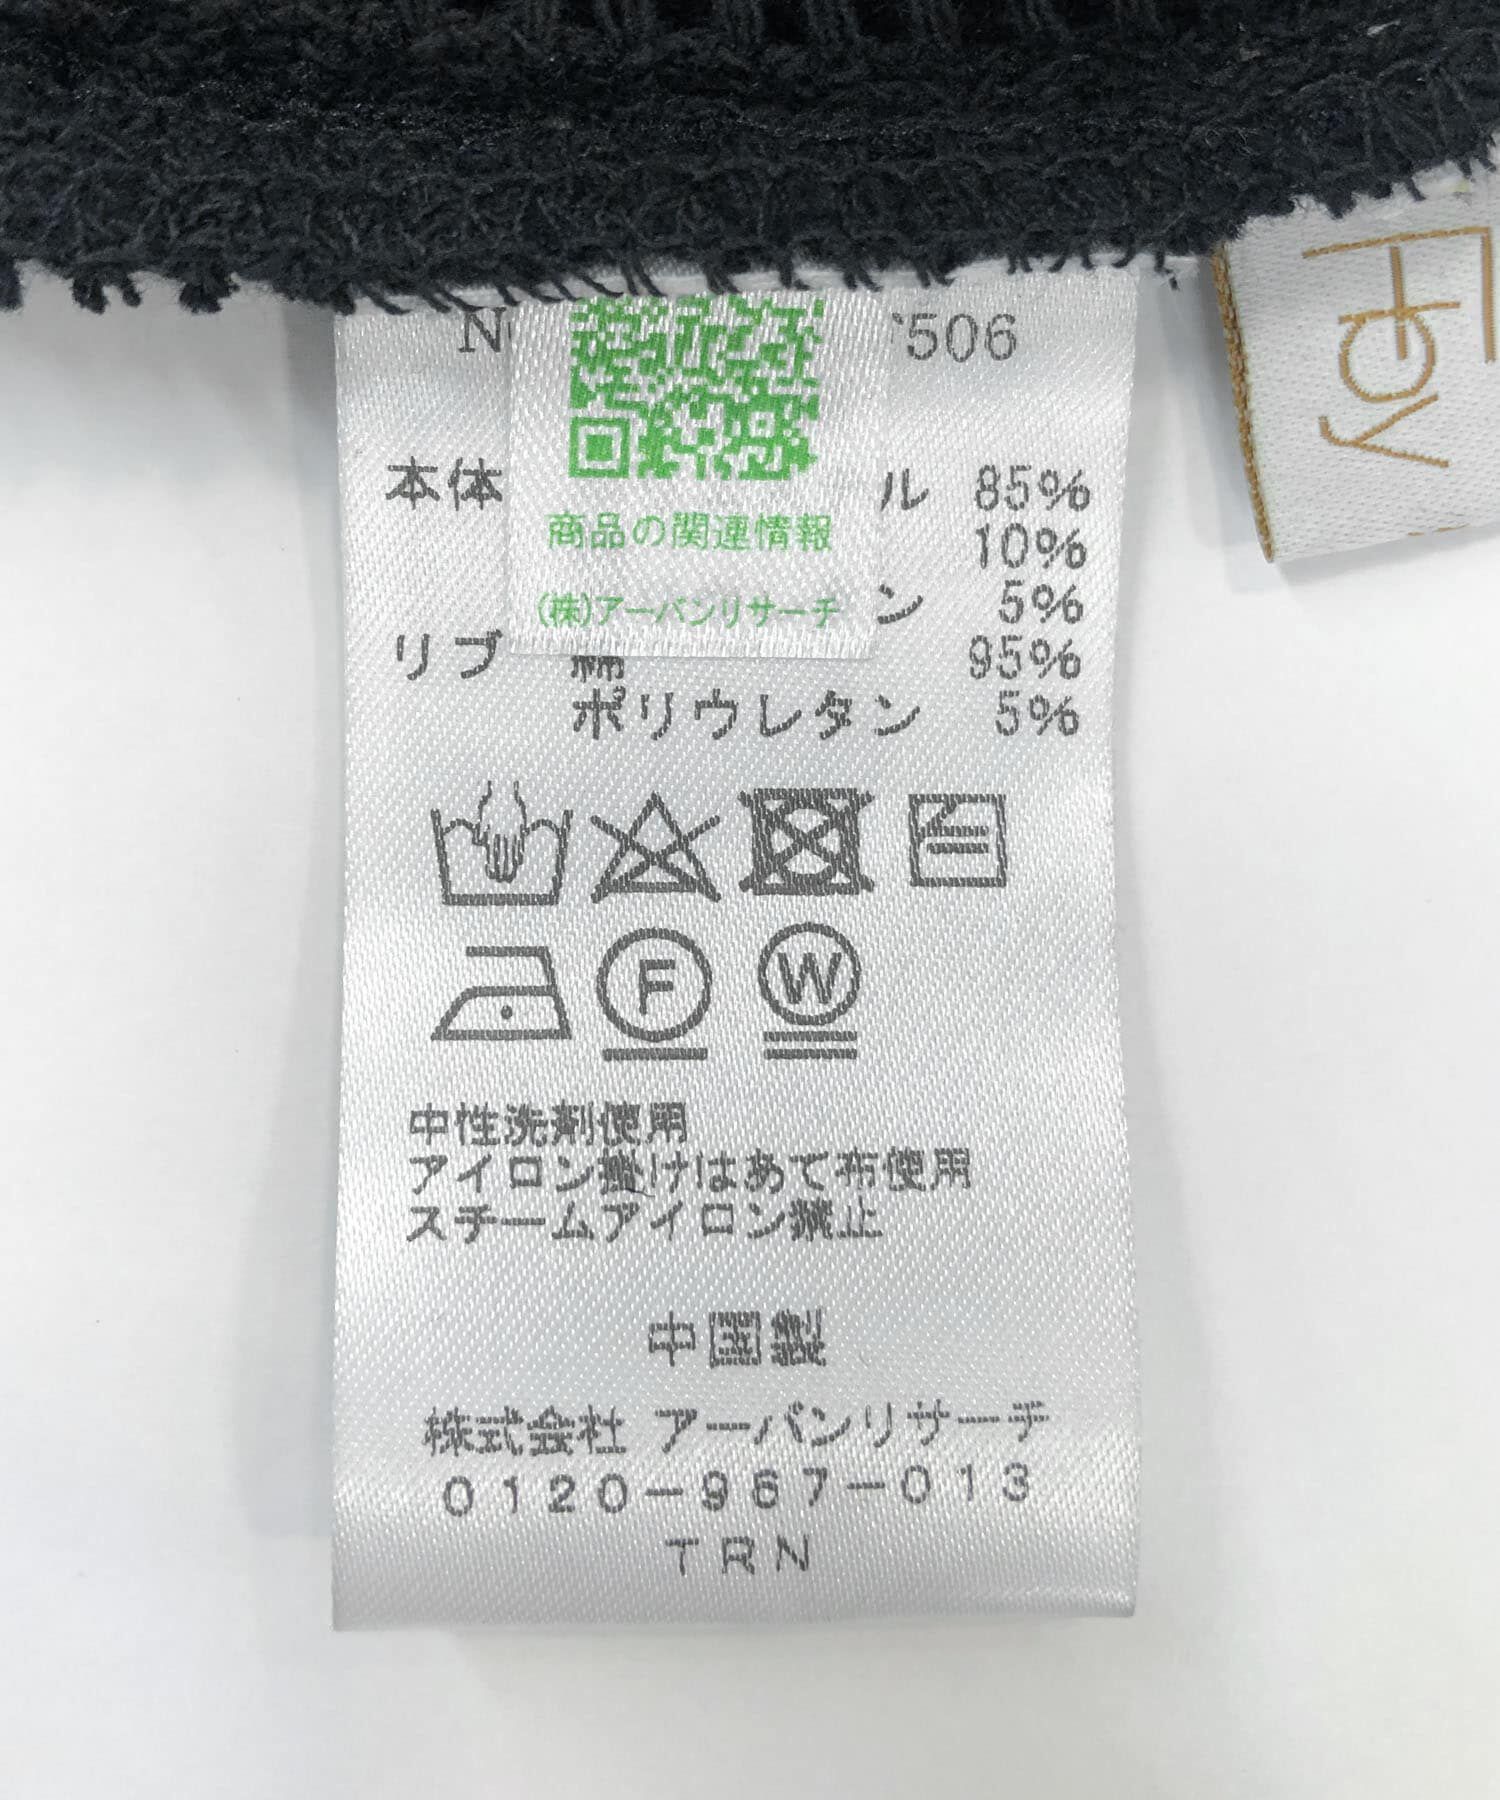 506
本体 ル 85%
10%
ン 5%
リブ 綿 95%
ポリウレタン 5%
商品の関連情報
(株)アーバンリサーチ
F
W
中性洗剤使用
アイロン掛けはあて布使用
スチームアイロン禁止
中国製
株式会社 アーバンリサーチ
0120-967-013
TRN